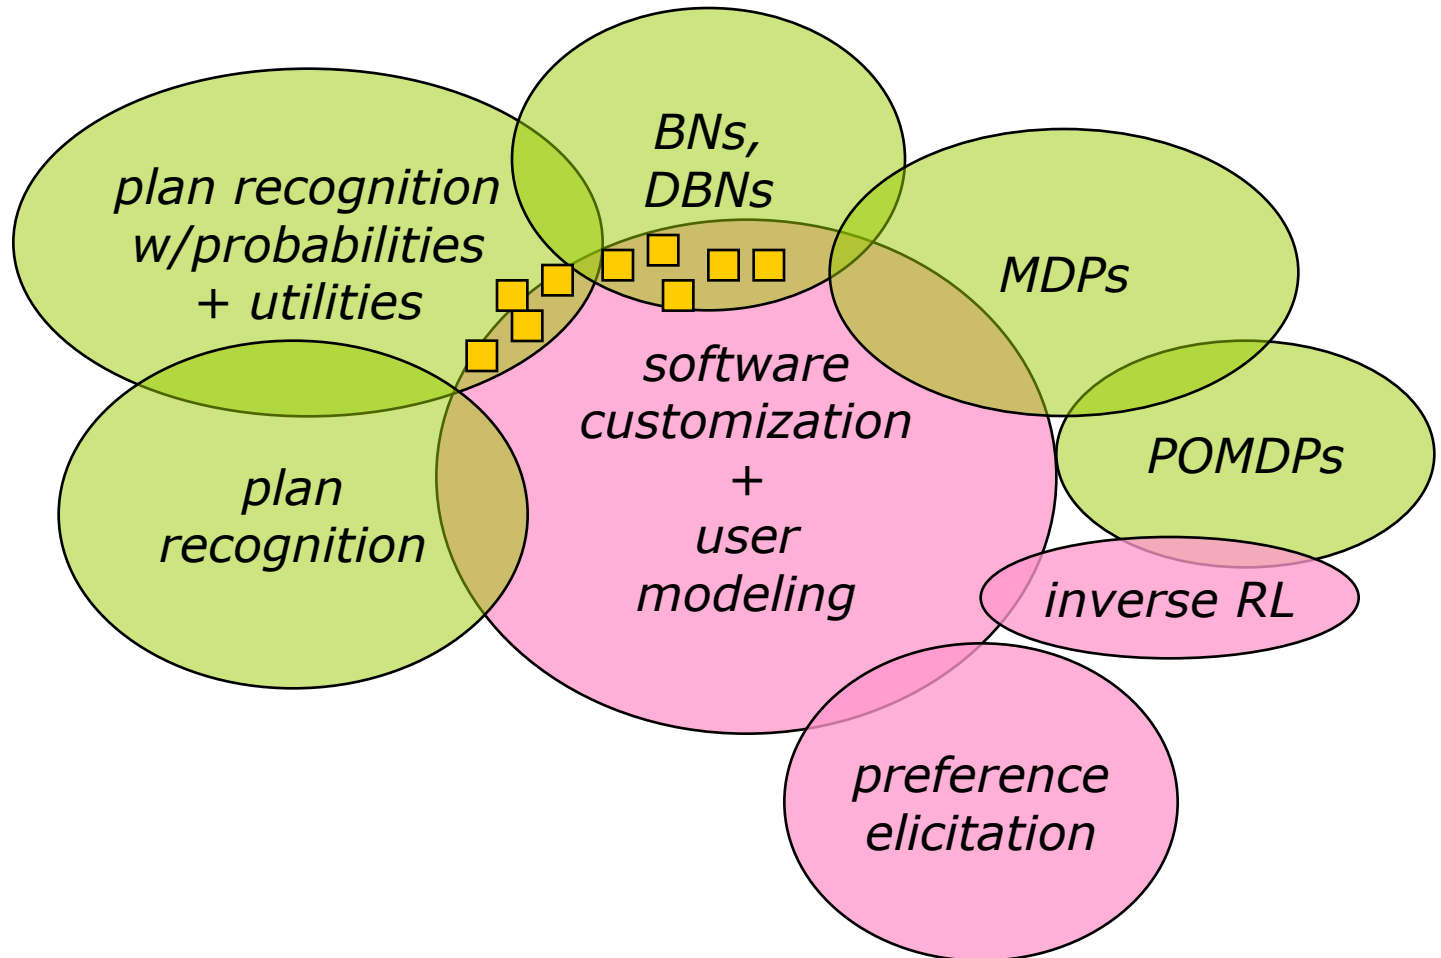 BNs,
DBNs
plan recognition
w/probabilities
+ utilities
MDPs
software
customization
+
user
modeling
POMDPs
plan
recognition
inverse RL
preference
elicitation